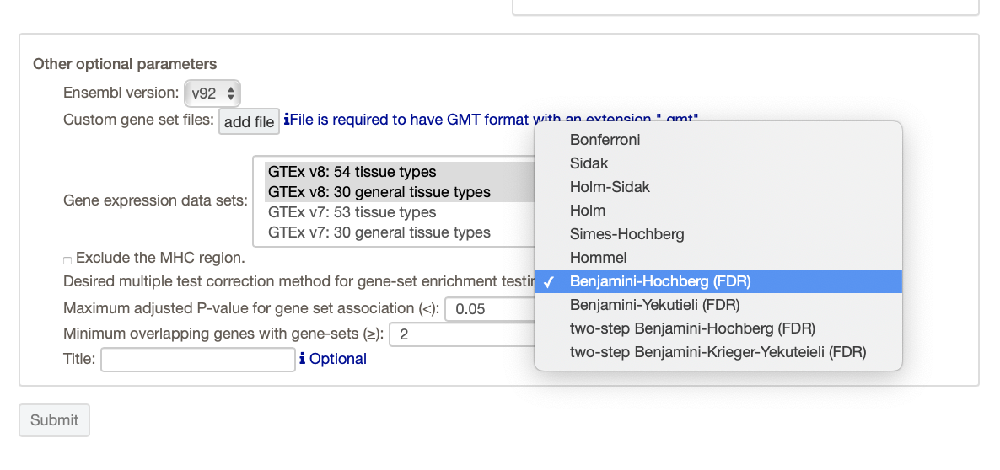 Other optional parameters
Ensembl version: v92
Custom gene set files: add file iFile is required to have GMT format with an extension ".gmt"
Gene expression data sets:
GTEx v8: 54 tissue types
GTEx v8: 30 general tissue types
GTEx v7: 53 tissue types
GTEx v7: 30 general tissue types
Exclude the MHC region.
Desired multiple test correction method for gene-set enrichment
Maximum adjusted P-value for gene set association (<): 0.05
Minimum overlapping genes with gene-sets (≥): 2
Title: i Optional
Bonferroni
Sidak
Holm-Sidak
Holm
Simes-Hochberg
Hommel
✓ Benjamini-Hochberg (FDR)
Benjamini-Yekutieli (FDR)
two-step Benjamini-Hochberg (FDR)
two-step Benjamini-Krieger-Yekuteieli (FDR)
Submit